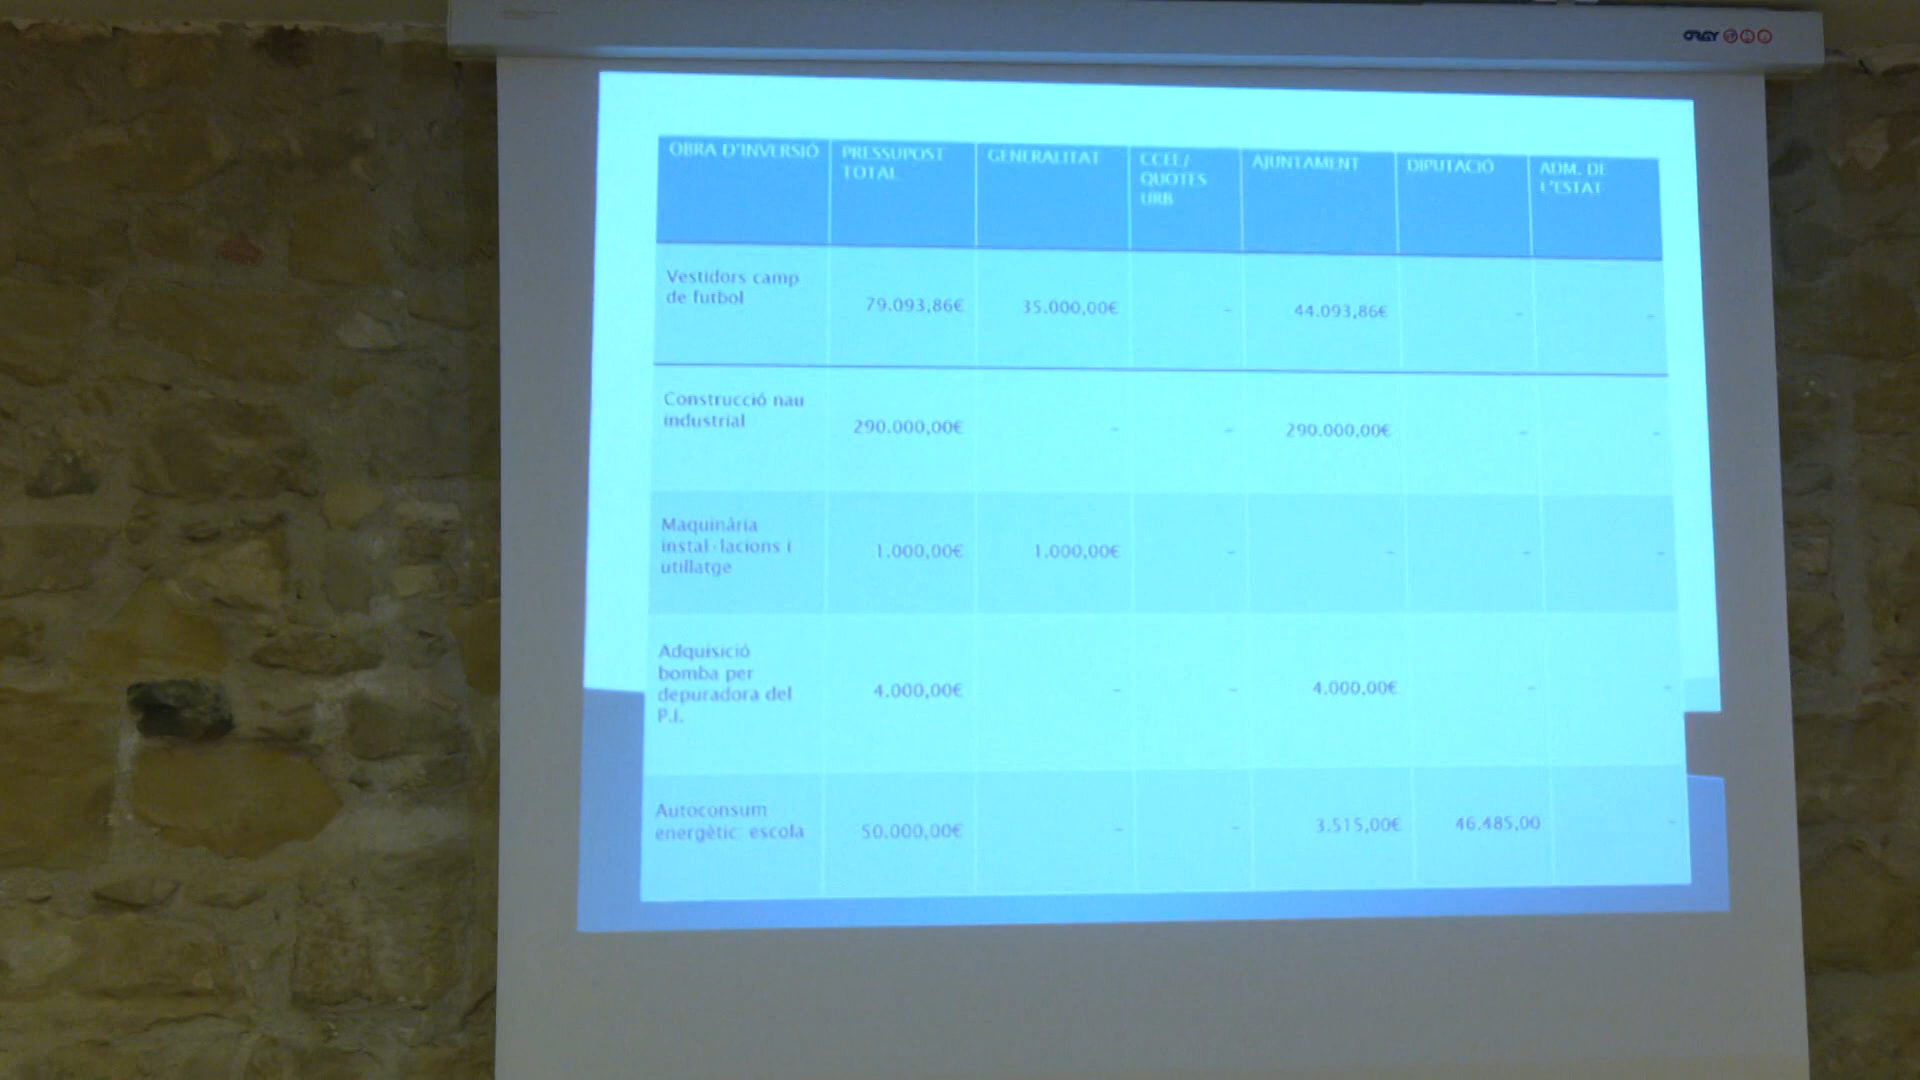 ORGY
OBRA D'INVERSIÓ
PRESSUPOST
TOTAL
GENERALITAT
CCEE/
QUOTES
URB
AJUNTAMENT
DIPUTACIÓ
ADM. DE
L'ESTAT
Vestidors camp
de futbol
79.093,86€ 35.000,00€ - 44.093,86€ - -
Construcció nau
industrial
290.000,00€ - - 290.000,00€ - -
Maquinària
instal·lacions i
utillatge
1.000,00€ 1.000,00€ - - - -
Adquisició
bomba per
depuradora del
P.I.
4.000,00€ - - 4.000,00€ - -
Autoconsum
energètic escola
50.000,00€ - - 3.515,00€ 46.485,00 -